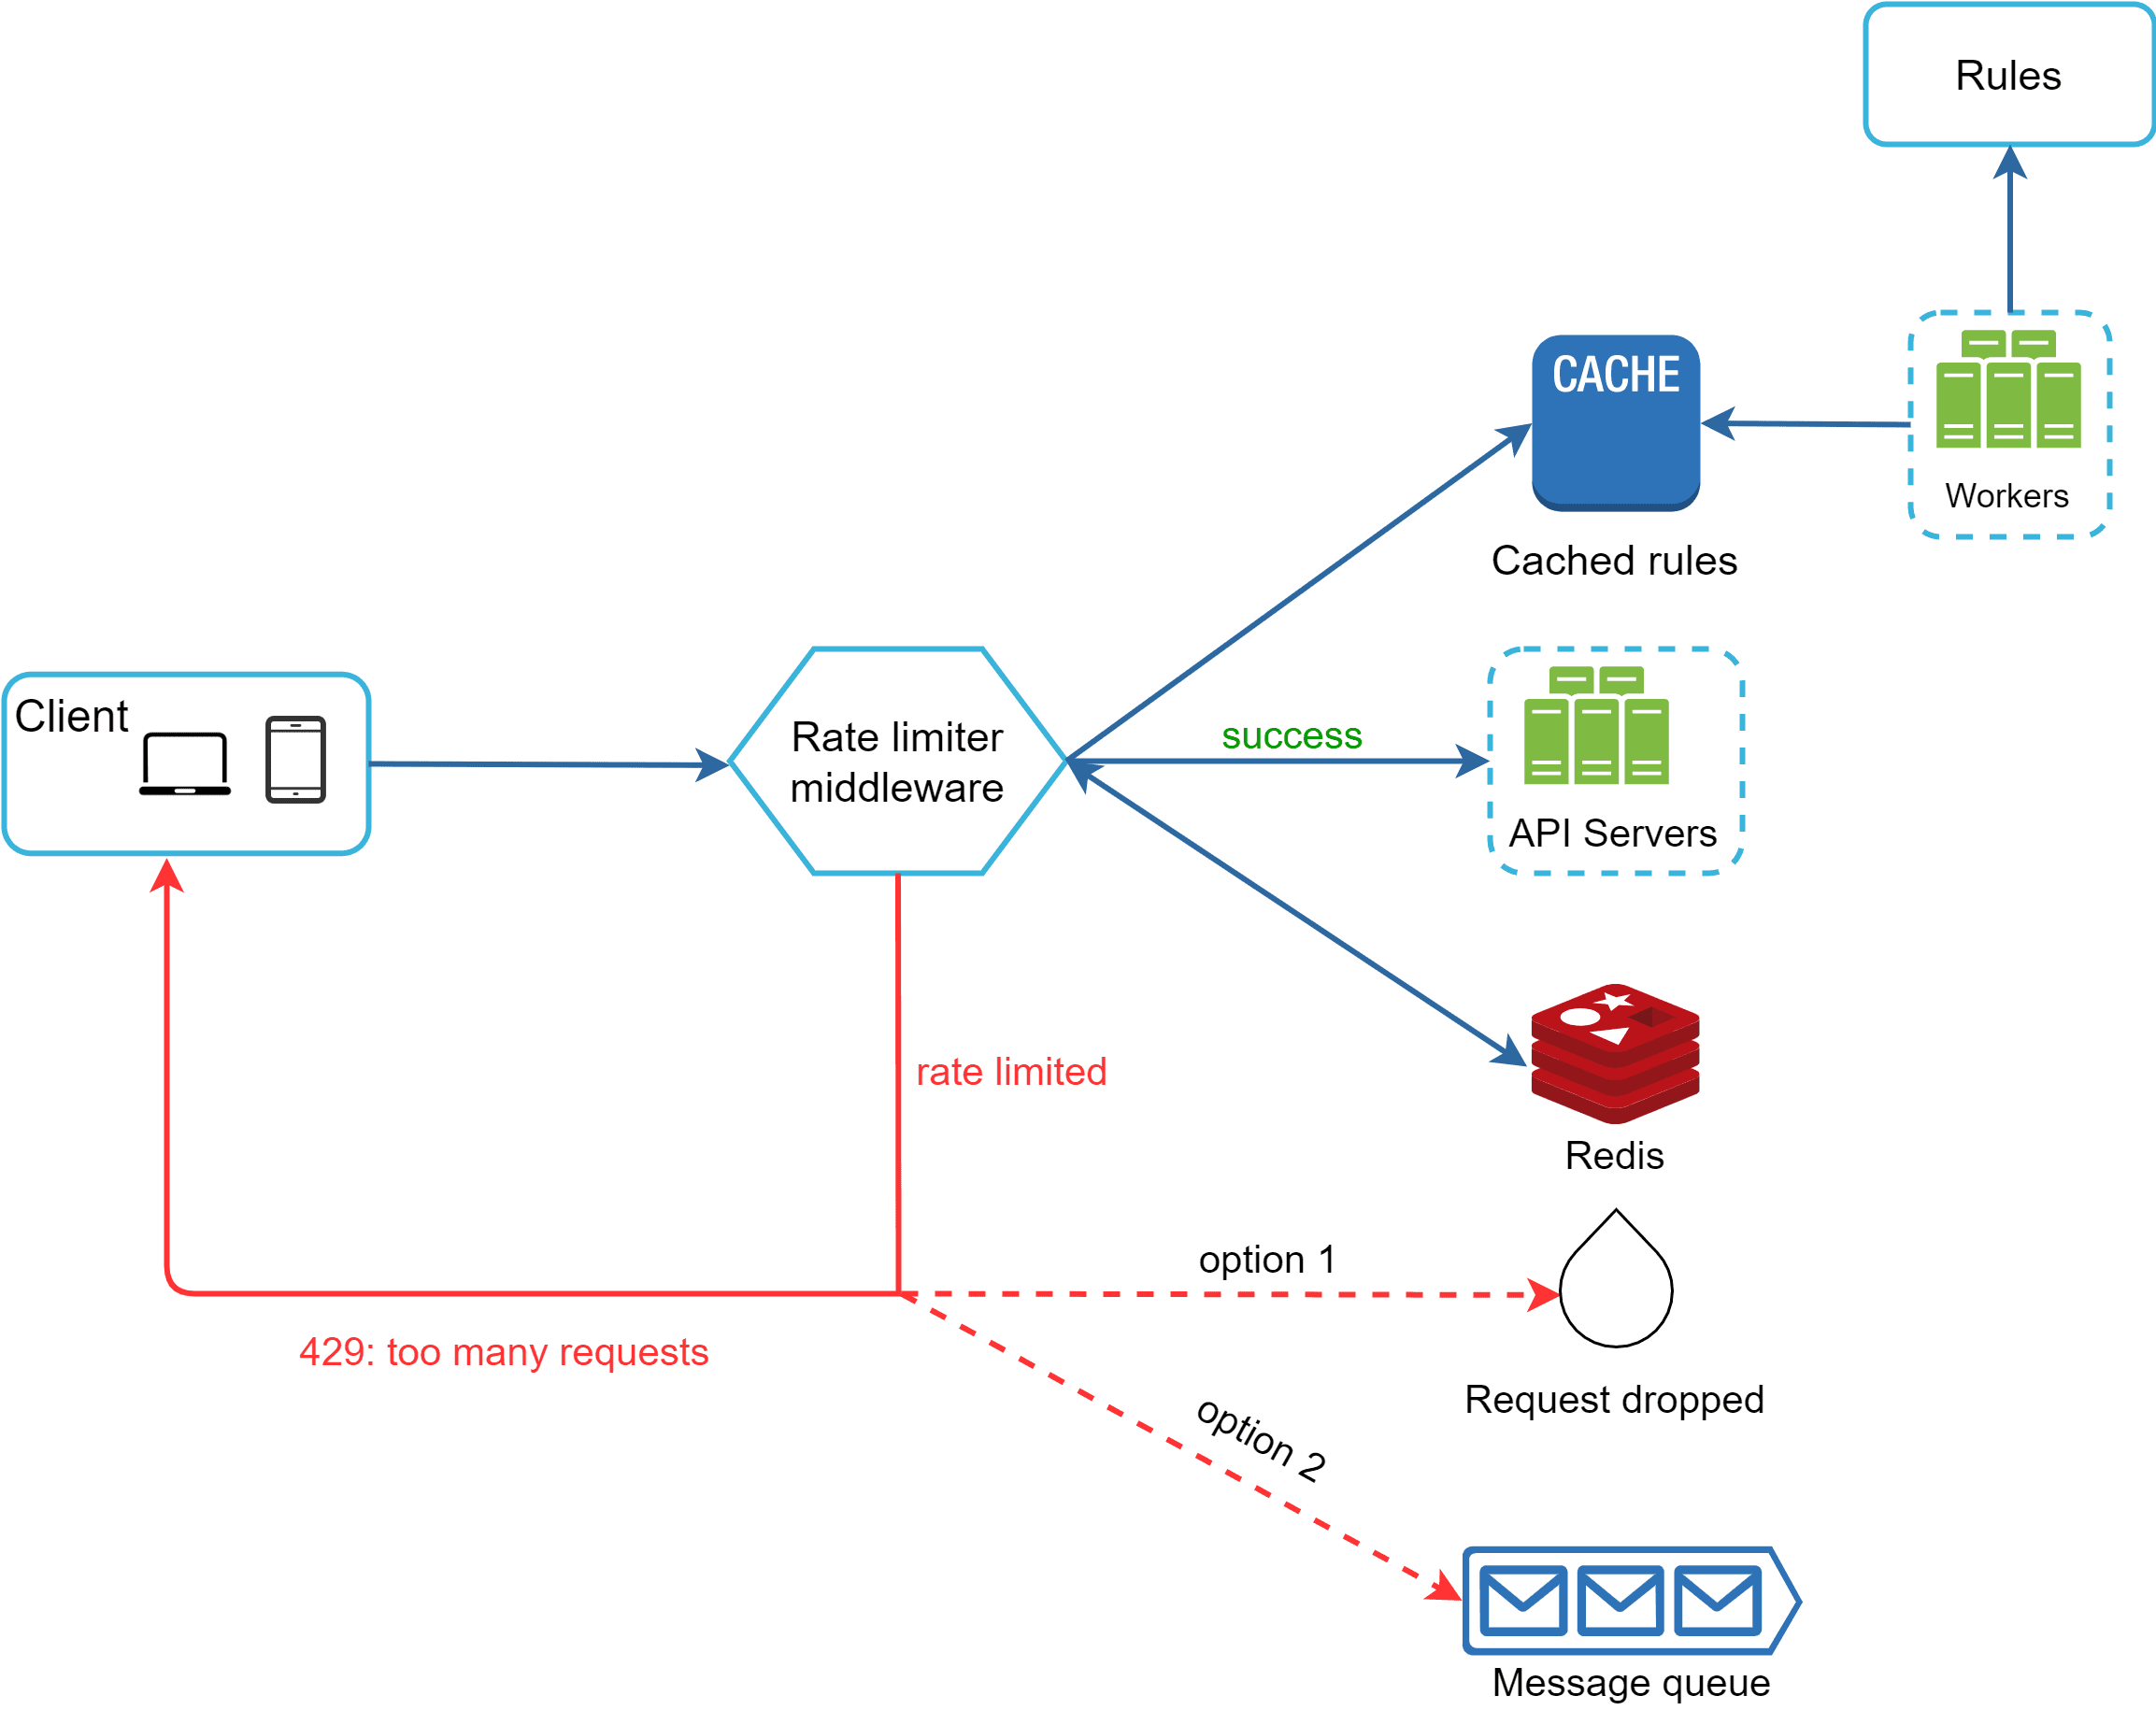 Rules
CACHE
Workers
Cached rules
Client
Rate limiter
middleware
success
API Servers
rate limited
Redis
option 1
429: too many requests
Request dropped
option 2
Message queue